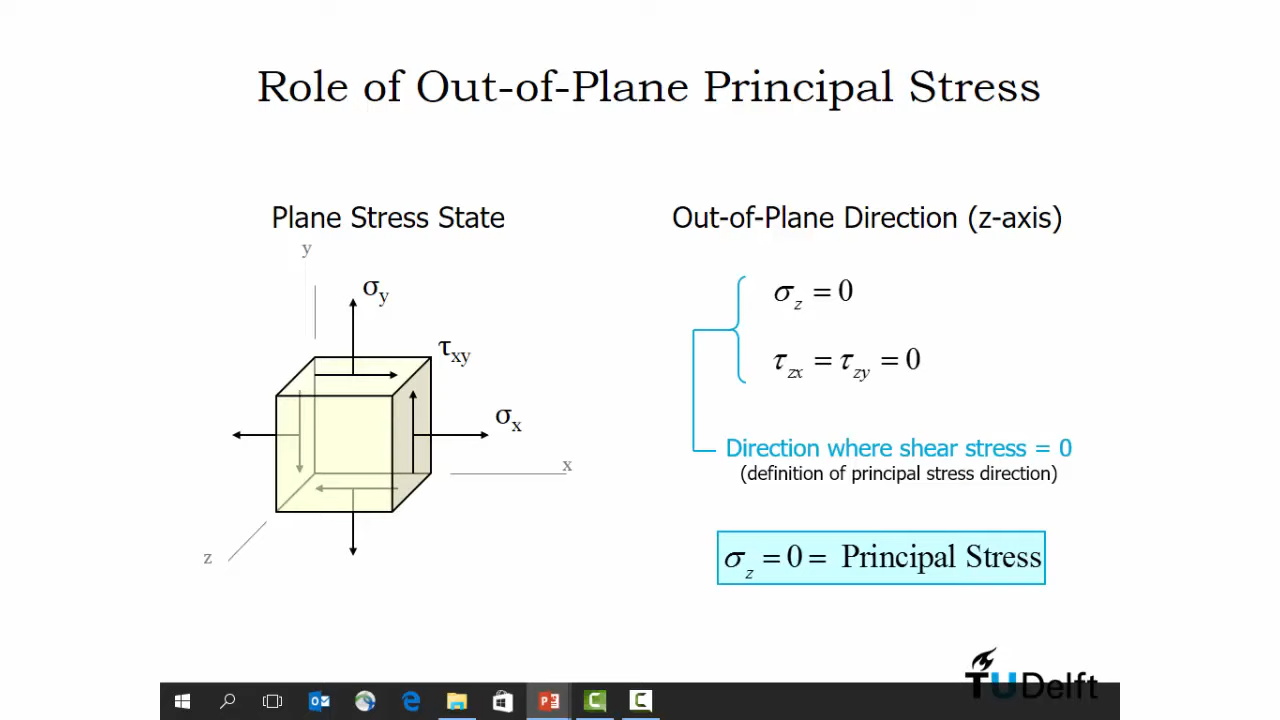 Role of Out-of-Plane Principal Stress
Plane Stress State
y
σy
τxy
σx
x
z
Out-of-Plane Direction (z-axis)
σz = 0
τzx = τzy = 0
Direction where shear stress = 0
(definition of principal stress direction)
σz = 0 = Principal Stress
TUDelft